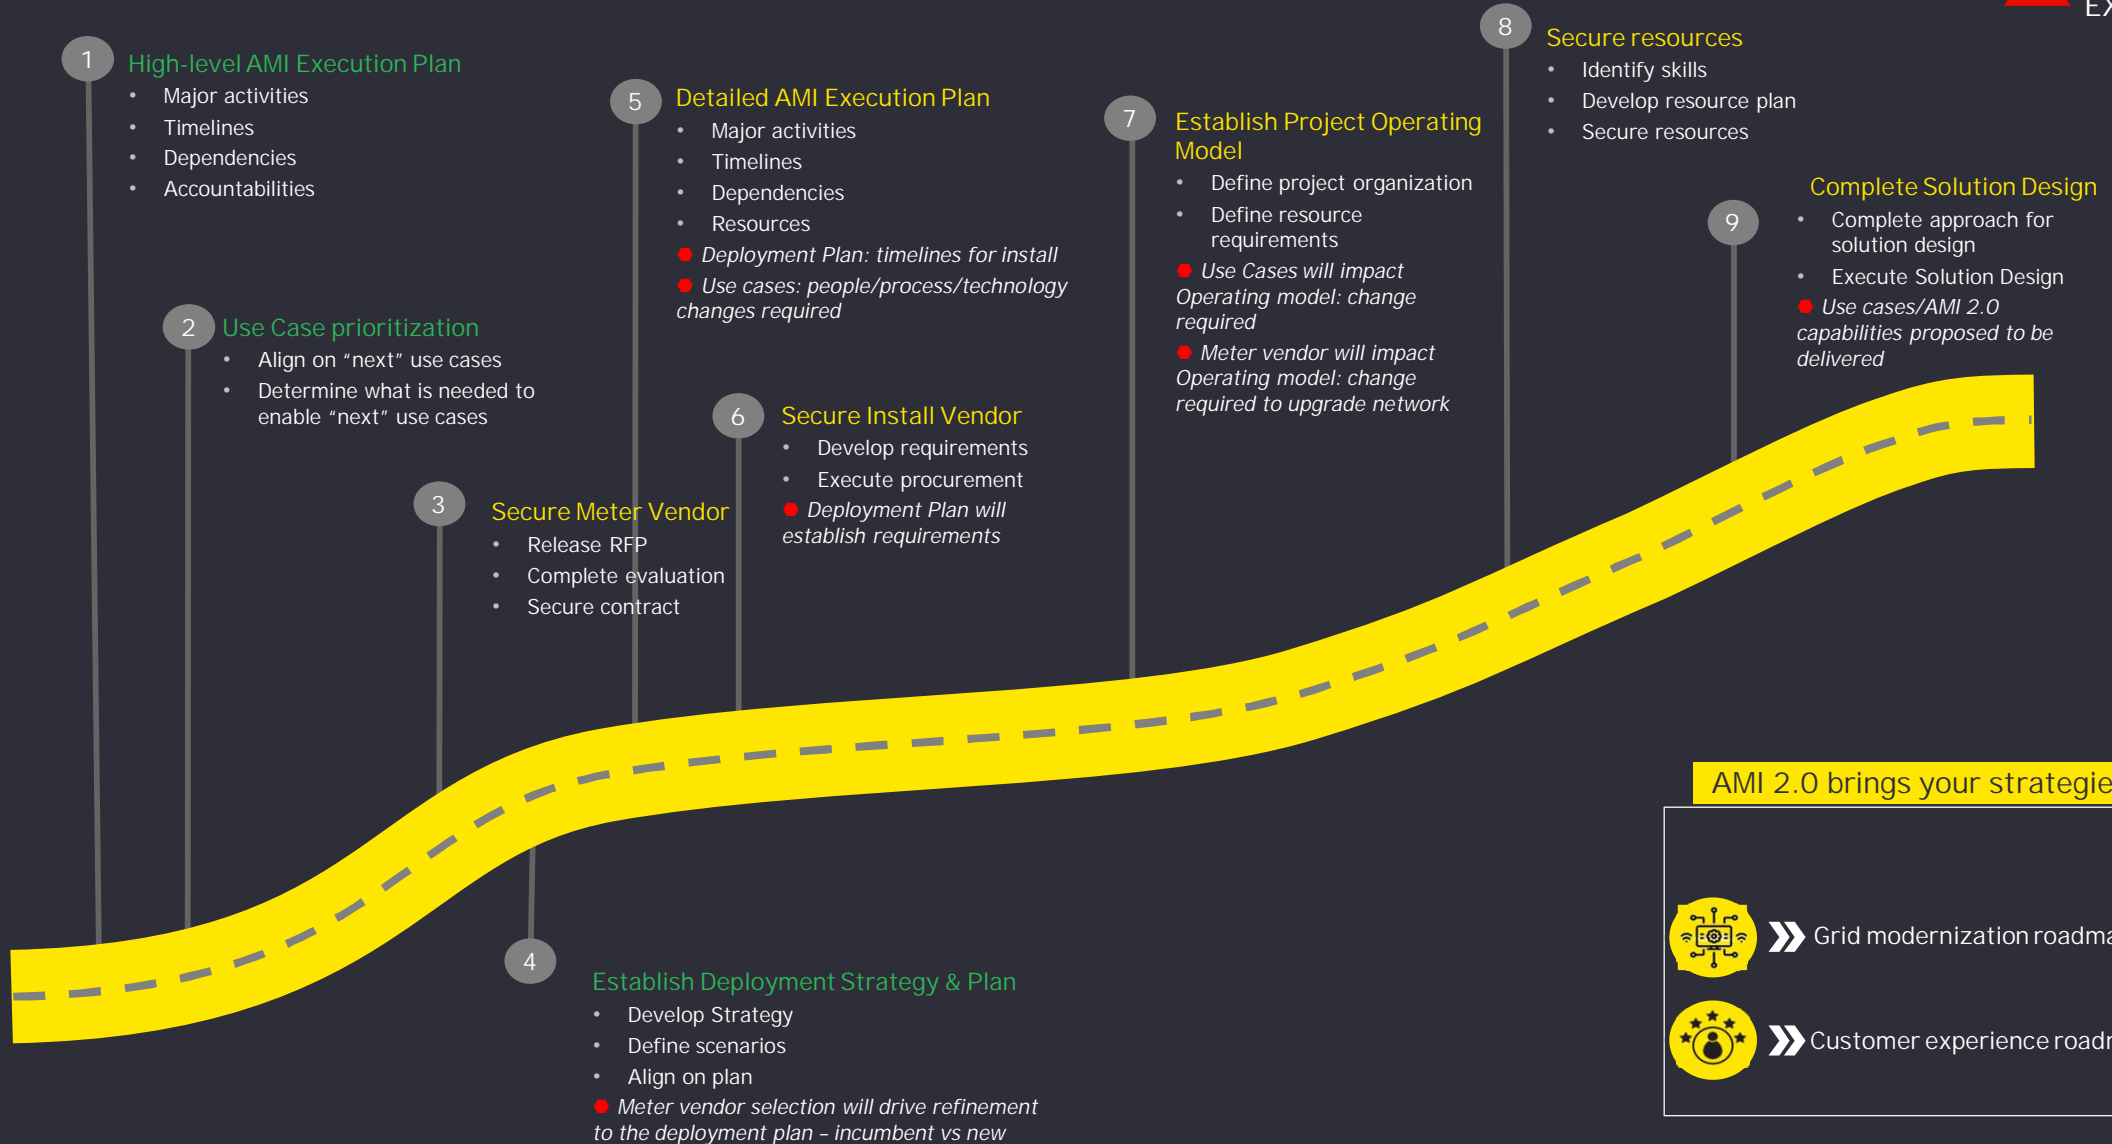 1
High-level AMI Execution Plan
• Major activities
• Timelines
• Dependencies
• Accountabilities
2
Use Case prioritization
• Align on “next” use cases
• Determine what is needed to
enable “next” use cases
3
Secure Meter Vendor
• Release RFP
• Complete evaluation
• Secure contract
4
Establish Deployment Strategy & Plan
• Develop Strategy
• Define scenarios
• Align on plan
Meter vendor selection will drive refinement
to the deployment plan – incumbent vs new
5
Detailed AMI Execution Plan
• Major activities
• Timelines
• Dependencies
• Resources
Deployment Plan: timelines for install
Use cases: people/process/technology
changes required
6
Secure Install Vendor
• Develop requirements
• Execute procurement
Deployment Plan will
establish requirements
7
Establish Project Operating
Model
• Define project organization
• Define resource
requirements
Use Cases will impact
Operating model: change
required
Meter vendor will impact
Operating model: change
required to upgrade network
8
Secure resources
• Identify skills
• Develop resource plan
• Secure resources
9
Complete Solution Design
• Complete approach for
solution design
• Execute Solution Design
Use cases/AMI 2.0
capabilities proposed to be
delivered
AMI 2.0 brings your strategie
Grid modernization roadma
Customer experience road